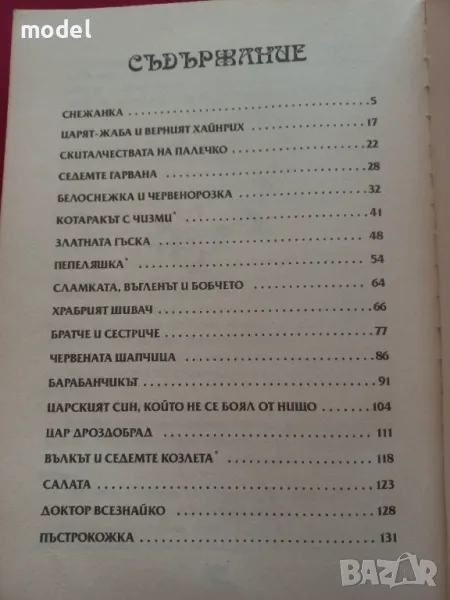 model
СЪДЪРЖАНИЕ
СНЕЖАНКА ........ 5
ЦАРЯТ-ЖАБА И ВЕРНИЯТ ХАЙНРИХ ........ 17
СКИТАЛЧЕСТВАТА НА ПАЛЕЧКО ........ 22
СЕДЕМТЕ ГАРВАНА ........ 28
БЕЛОСНЕЖКА И ЧЕРВЕНОРОЗКА ........ 32
КОТАРАКЪТ С ЧИЗМИ* ........ 41
ЗЛАТНАТА ГЪСКА ........ 48
ПЕПЕЛЯШКА* ........ 54
СЛАМКАТА, ВЪГЛЕНЪТ И БОБЧЕТО ........ 64
ХРАБРИЯТ ШИВАЧ ........ 66
БРАТЧЕ И СЕСТРИЧЕ ........ 77
ЧЕРВЕНАТА ШАПЧИЦА ........ 86
БАРАБАНЧИКЪТ ........ 91
ЦАРСКИЯТ СИН, КОЙТО НЕ СЕ БОЯЛ ОТ НИЩО ........ 104
ЦАР ДРОЗДОБРАД ........ 111
ВЪЛКЪТ И СЕДЕМТЕ КОЗЛЕТА* ........ 118
САЛАТА ........ 123
ДОКТОР ВСЕЗНАЙКО ........ 128
ПЪСТРОКОЖКА ........ 131
BAZAR
bg